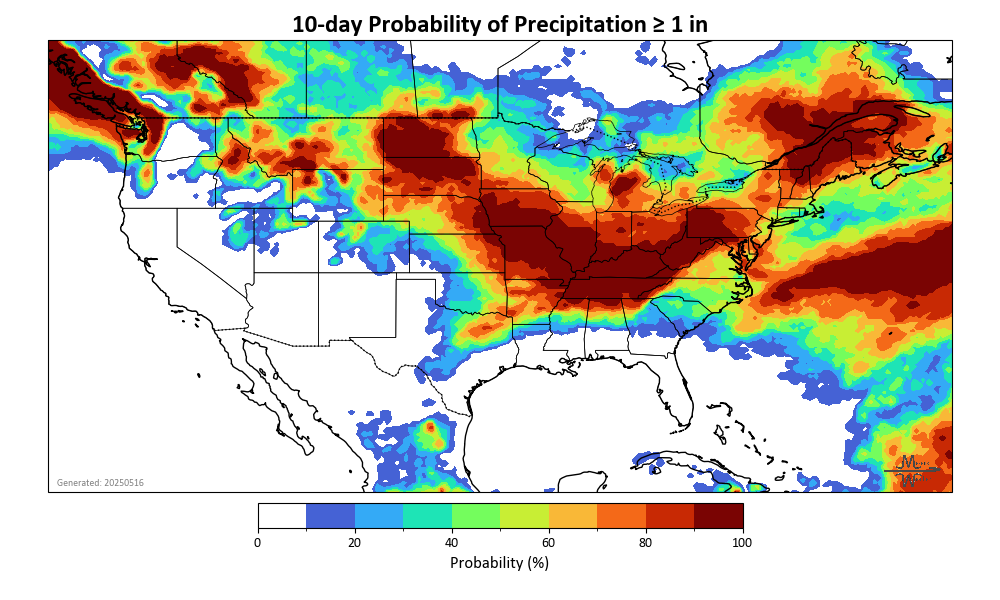 10-day Probability of Precipitation ≥ 1 in
Generated: 20250516
0 20 40 60 80 100
Probability (%)